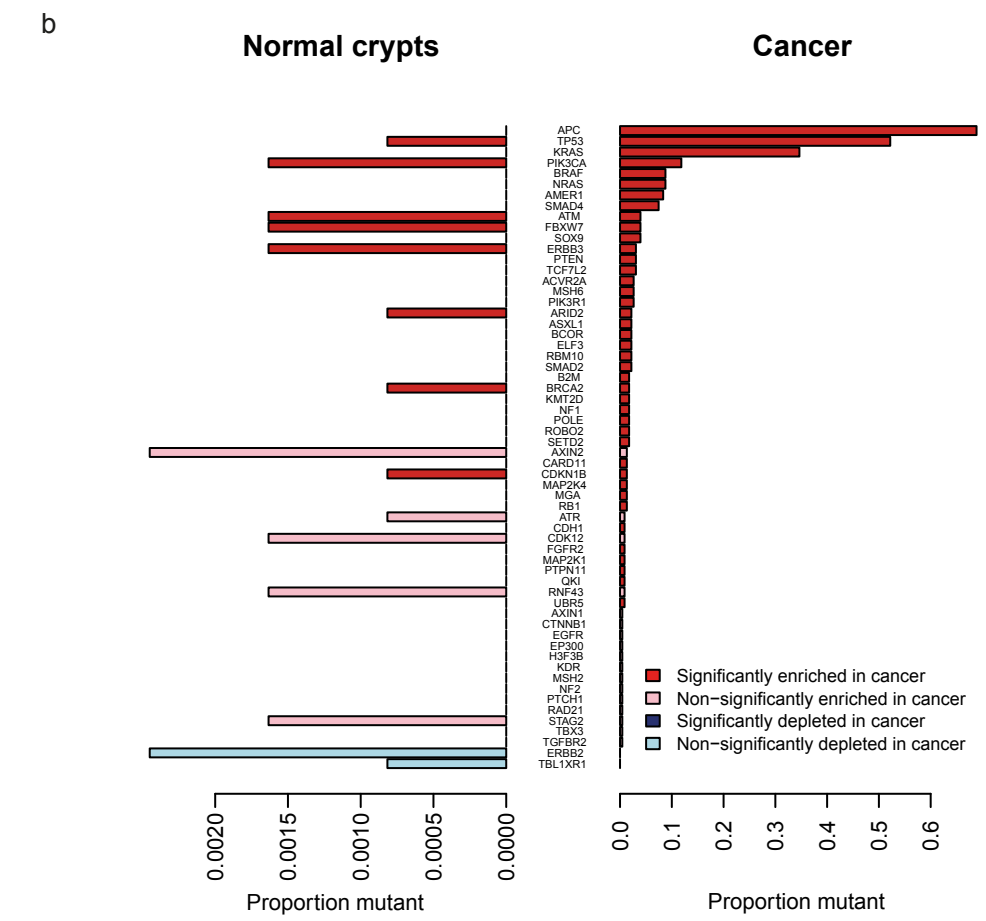 b
Normal crypts
Cancer
APC
TP53
KRAS
PIK3CA
BRAF
NRAS
AMER1
SMAD4
ATM
FBXW7
SOX9
ERBB3
PTEN
TCF7L2
ACVR2A
MSH6
PIK3R1
ARID2
ASXL1
BCOR
ELF3
RBM10
SMAD2
B2M
BRCA2
KMT2D
NF1
POLE
ROBO2
SETD2
AXIN2
CARD11
CDKN1B
MAP2K4
MGA
RB1
ATR
CDH1
CDK12
FGFR2
MAP2K1
PTPN11
QKI
RNF43
UBR5
AXIN1
CTNNB1
EGFR
EP300
H3F3B
KDR
MSH2
NF2
PTCH1
RAD21
STAG2
TBX3
TGFBR2
ERBB2
TBL1XR1
Significantly enriched in cancer
Non−significantly enriched in cancer
Significantly depleted in cancer
Non−significantly depleted in cancer
0.0020 0.0015 0.0010 0.0005 0.0000
0.0 0.1 0.2 0.3 0.4 0.5 0.6
Proportion mutant
Proportion mutant